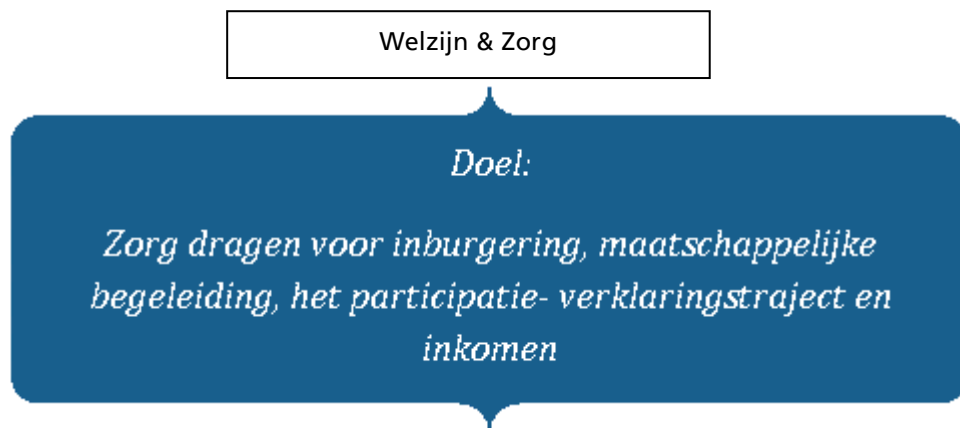 Welzijn & Zorg
Doel:
Zorg dragen voor inburgering, maatschappelijke
begeleiding, het participatie- verklaringstraject en
inkomen